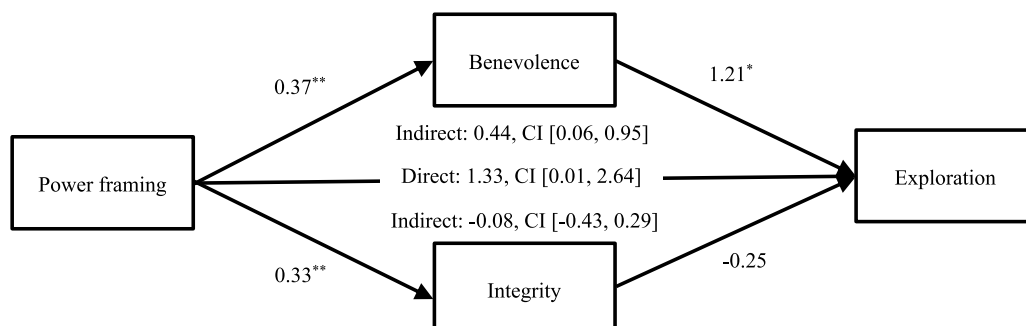 Benevolence
0.37**
1.21*
Indirect: 0.44, CI [0.06, 0.95]
Power framing
Direct: 1.33, CI [0.01, 2.64]
Exploration
Indirect: -0.08, CI [-0.43, 0.29]
0.33**
-0.25
Integrity